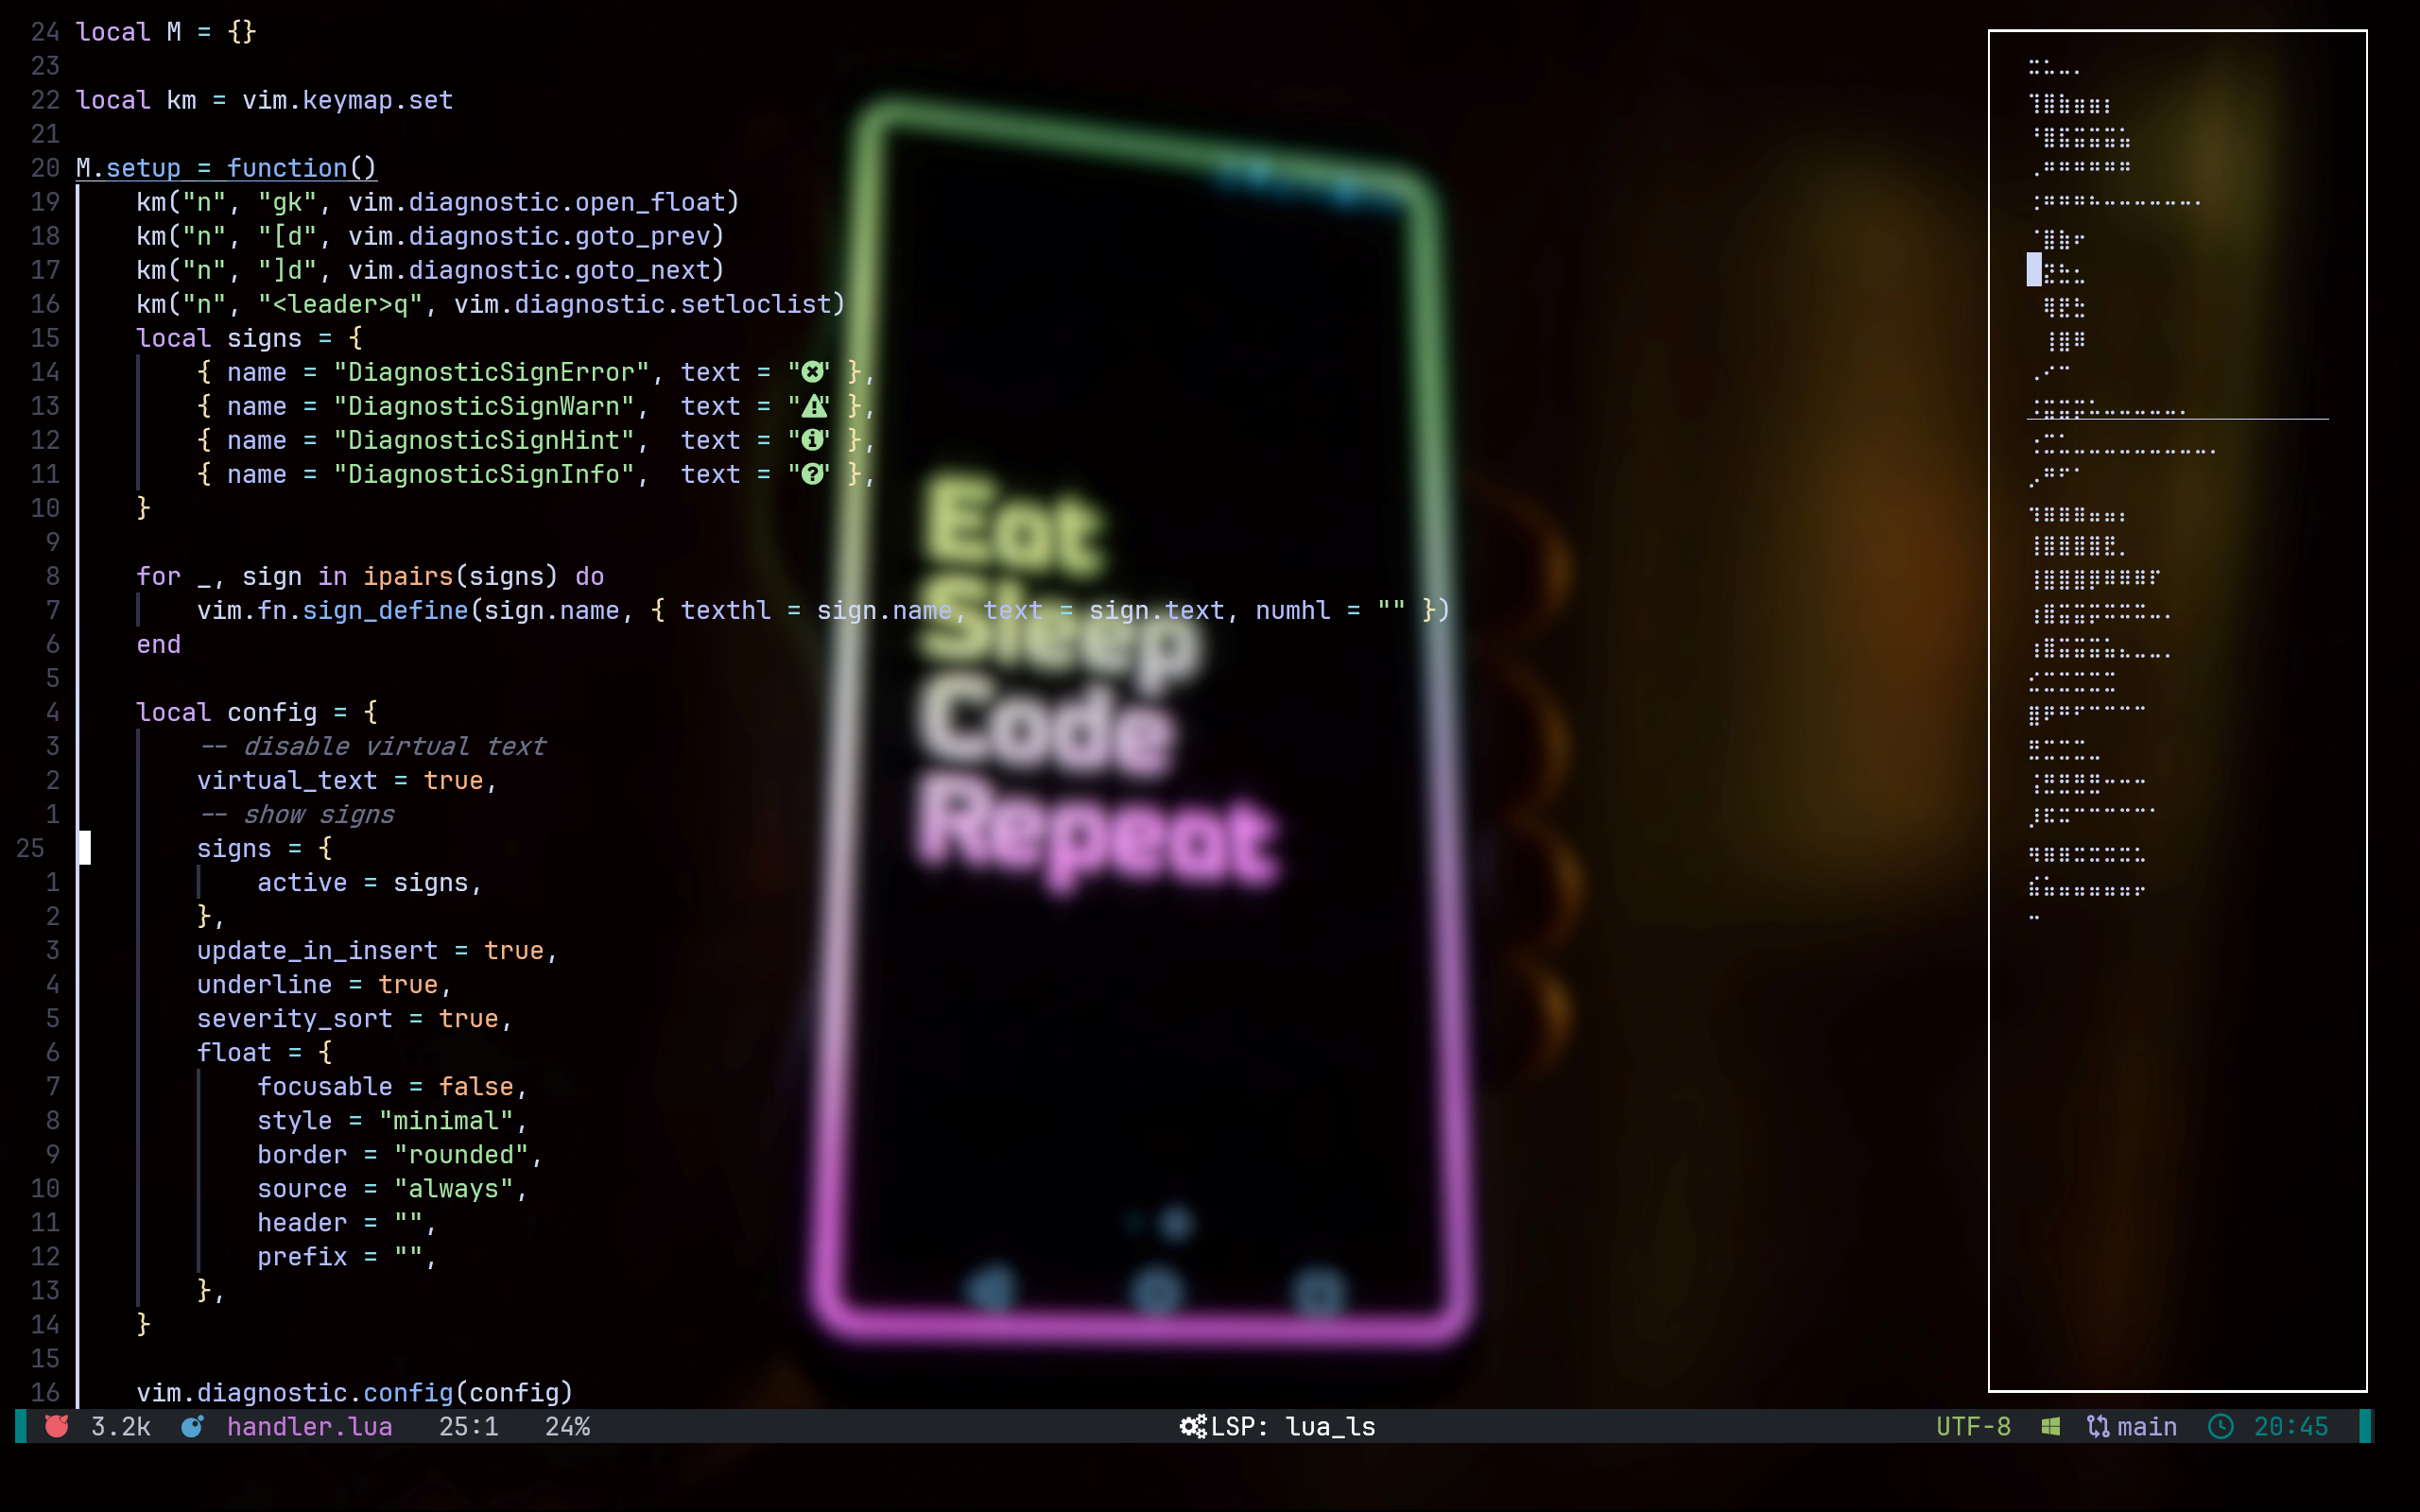 24 local M = {}
23
22 local km = vim.keymap.set
21
20 M.setup = function()
19     km("n", "gk", vim.diagnostic.open_float)
18     km("n", "[d", vim.diagnostic.goto_prev)
17     km("n", "]d", vim.diagnostic.goto_next)
16     km("n", "<leader>q", vim.diagnostic.setloclist)
15     local signs = {
14         { name = "DiagnosticSignError", text = "" },
13         { name = "DiagnosticSignWarn",  text = "" },
12         { name = "DiagnosticSignHint",  text = "" },
11         { name = "DiagnosticSignInfo",  text = "" },
10     }
9
8     for _, sign in ipairs(signs) do
7         vim.fn.sign_define(sign.name, { texthl = sign.name, text = sign.text, numhl = "" })
6     end
5
4     local config = {
3         -- disable virtual text
2         virtual_text = true,
1         -- show signs
25         signs = {
1             active = signs,
2         },
3         update_in_insert = true,
4         underline = true,
5         severity_sort = true,
6         float = {
7             focusable = false,
8             style = "minimal",
9             border = "rounded",
10             source = "always",
11             header = "",
12             prefix = "",
13         },
14     }
15
16     vim.diagnostic.config(config)
Eat
Sleep
Code
Repeat
3.2k handler.lua 25:1 24% LSP: lua_ls UTF-8 main 20:45